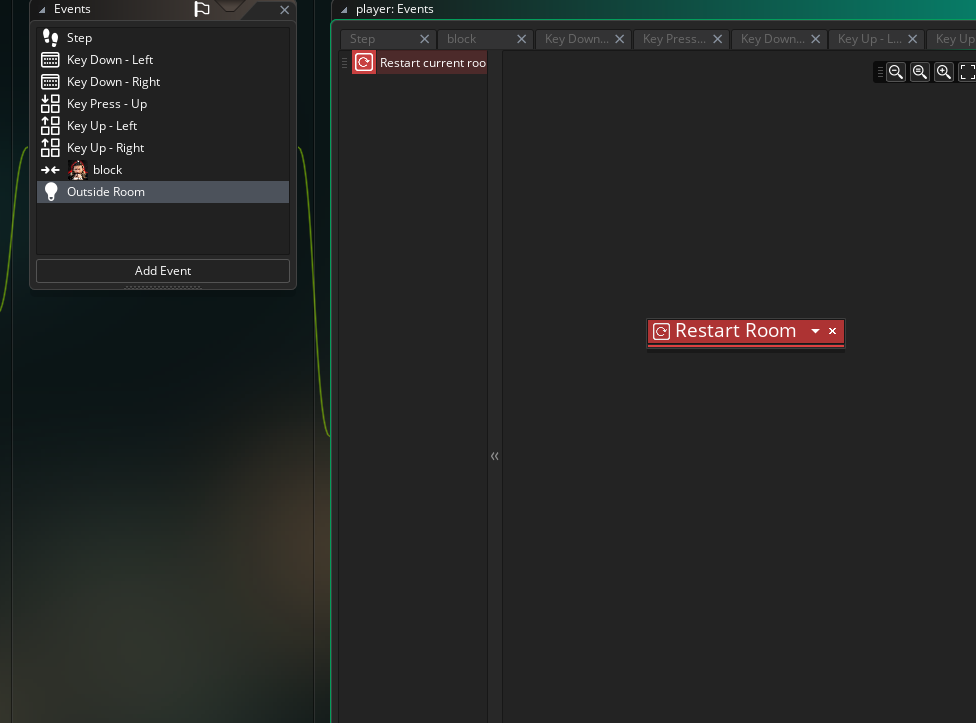 Events
Step
Key Down - Left
Key Down - Right
Key Press - Up
Key Up - Left
Key Up - Right
block
Outside Room
Add Event
player: Events
Step
block
Key Down...
Key Press...
Key Down...
Key Up - L...
Key Up
Restart current roo
Restart Room